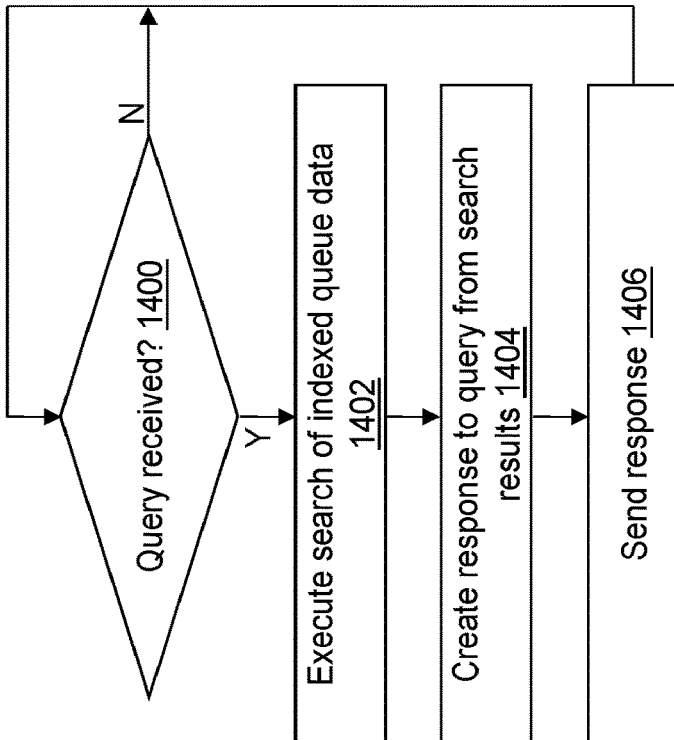 Query received? 1400
N
Y
Execute search of indexed queue data
1402
Create response to query from search
results 1404
Send response 1406